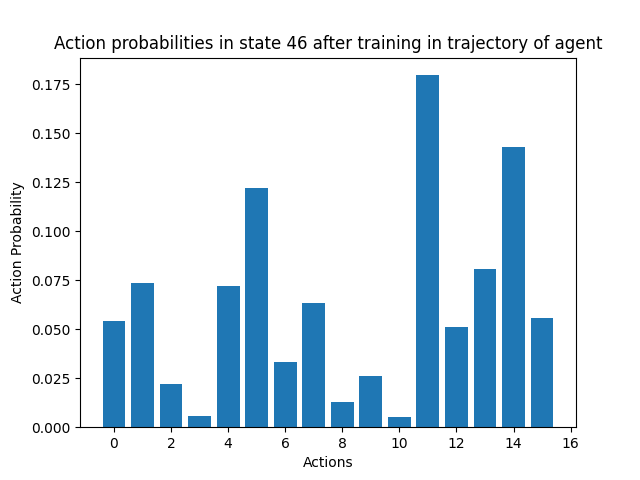 Action probabilities in state 46 after training in trajectory of agent
0.175
0.150
0.125
0.100
0.075
0.050
0.025
0.000
Action Probability
0 2 4 6 8 10 12 14 16
Actions